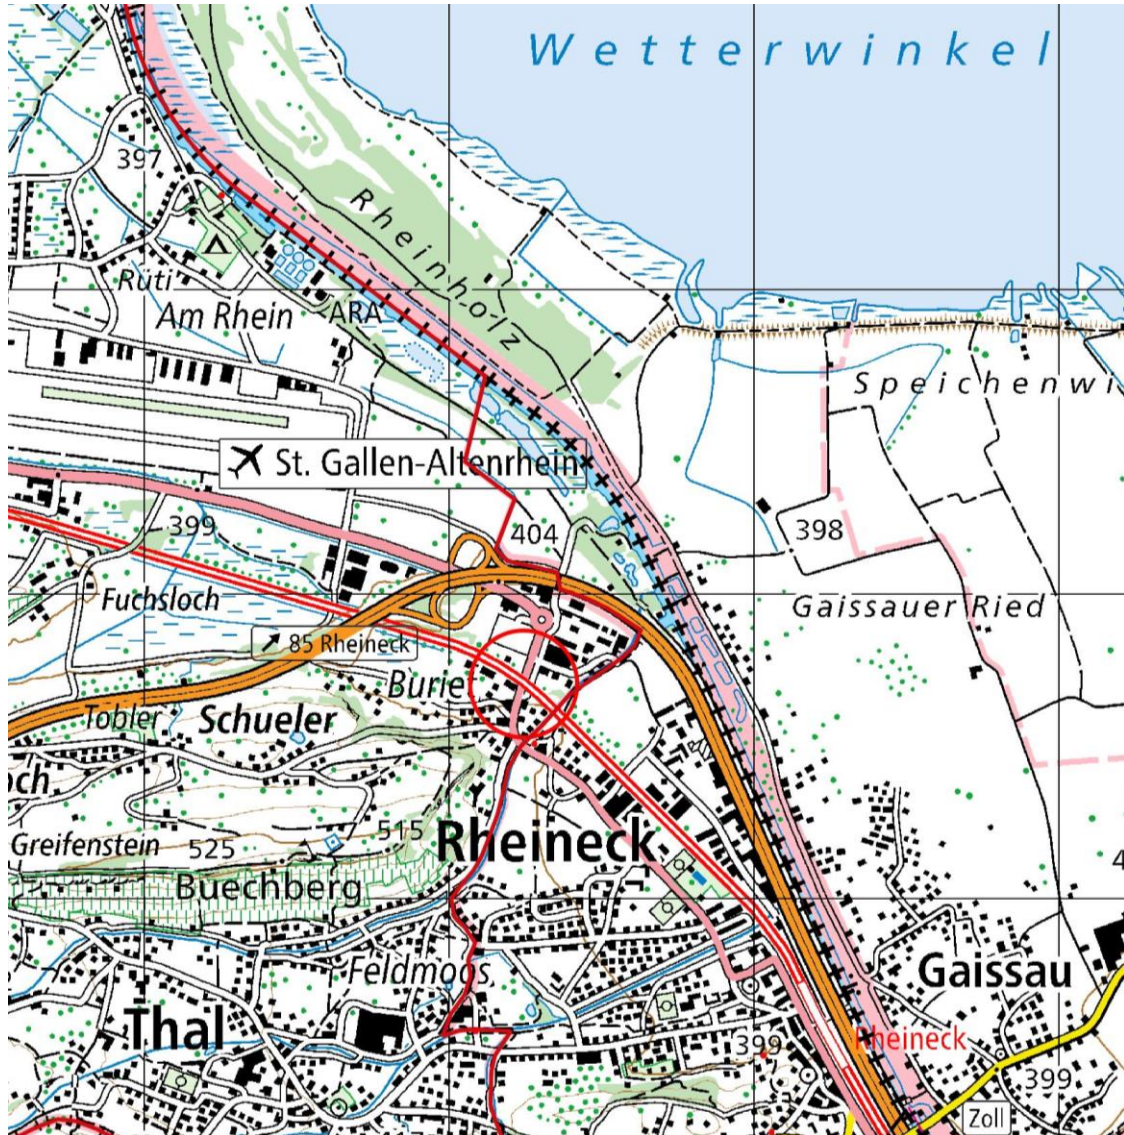 Wetterwinkel
397
Rheinholz
Rüti
Am Rhein
ARA
Speichenwi
St. Gallen-Altenrhein
399
404
398
Fuchsloch
Gaissauer Ried
85 Rheineck
Burie
Tobler
Schueler
och
Greifenstein
525
515
Rheineck
Buechberg
4
Feldmoos
Gaissau
Thal
399
Rheineck
399
Zoll